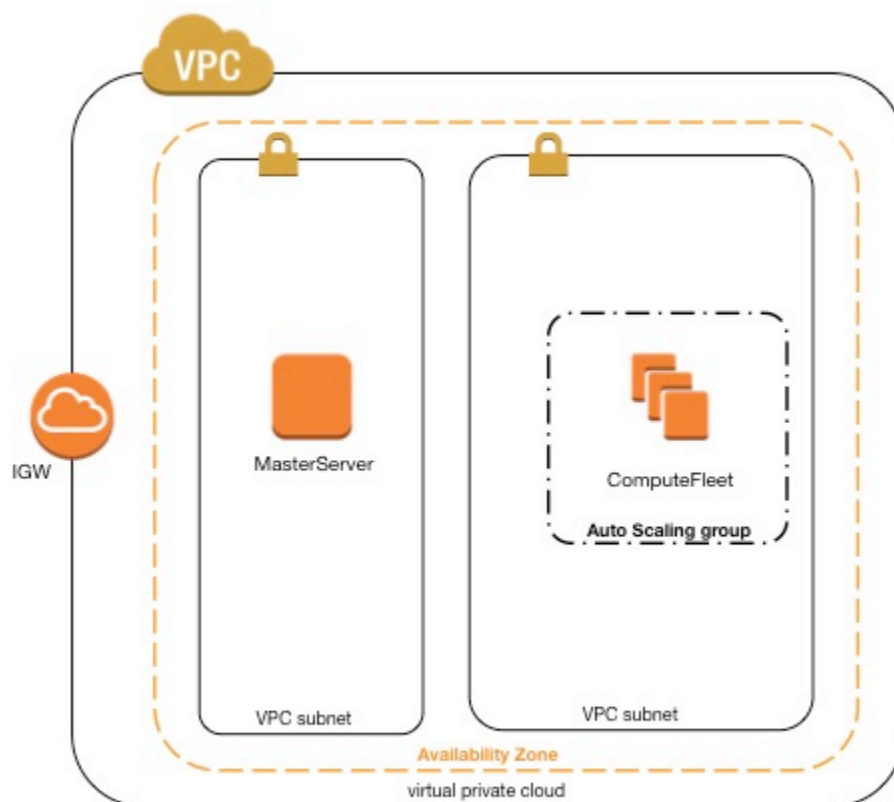 VPC
MasterServer
IGW
ComputeFleet
Auto Scaling group
VPC subnet
VPC subnet
Availability Zone
virtual private cloud